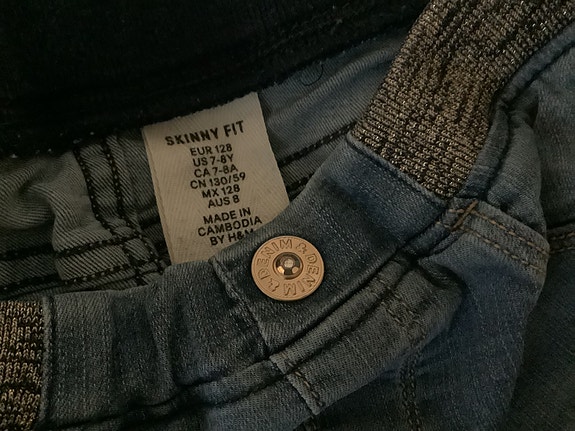 SKINNY FIT
EUR 128
US 7-8Y
CA 7-8A
CN 130/59
MX 128
AUS 8
MADE IN
CAMBODIA
BY H&M
DENIM
DENIM